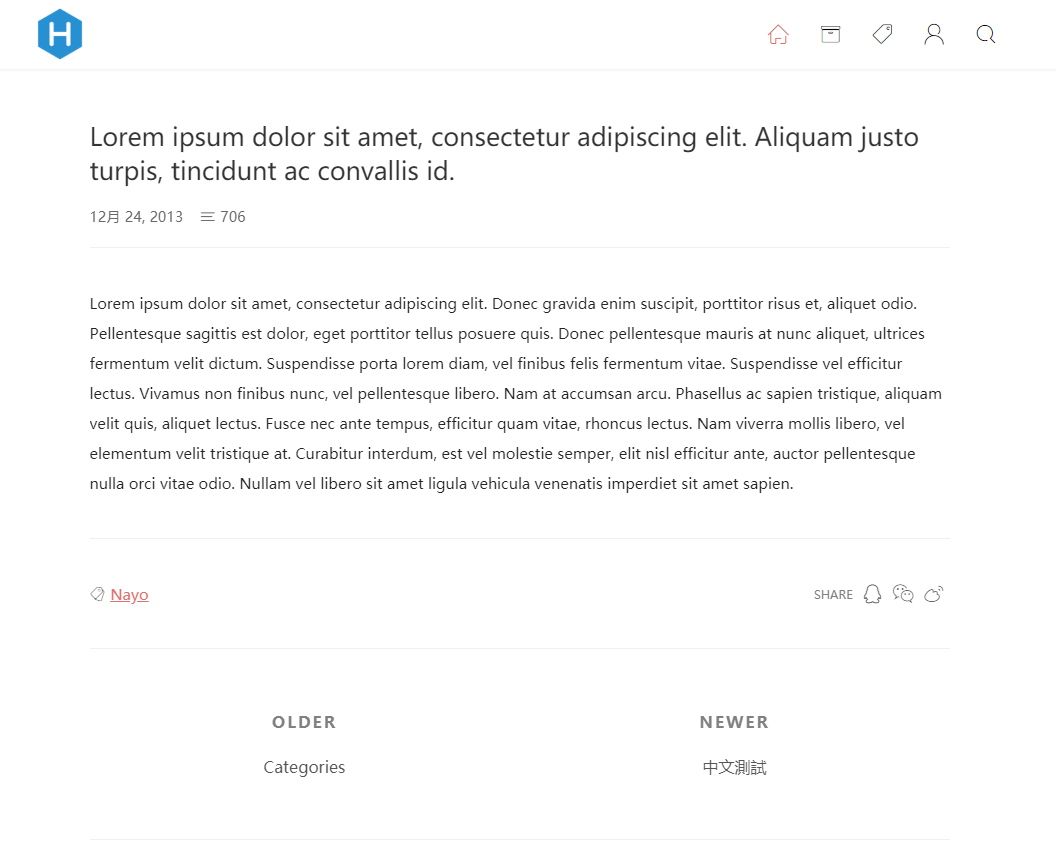 H
Lorem ipsum dolor sit amet, consectetur adipiscing elit. Aliquam justo
turpis, tincidunt ac convallis id.
12月 24, 2013 706
Lorem ipsum dolor sit amet, consectetur adipiscing elit. Donec gravida enim suscipit, porttitor risus et, aliquet odio.
Pellentesque sagittis est dolor, eget porttitor tellus posuere quis. Donec pellentesque mauris at nunc aliquet, ultrices
fermentum velit dictum. Suspendisse porta lorem diam, vel finibus felis fermentum vitae. Suspendisse vel efficitur
lectus. Vivamus non finibus nunc, vel pellentesque libero. Nam at accumsan arcu. Phasellus ac sapien tristique, aliquam
velit quis, aliquet lectus. Fusce nec ante tempus, efficitur quam vitae, rhoncus lectus. Nam viverra mollis libero, vel
elementum velit tristique at. Curabitur interdum, est vel molestie semper, elit nisl efficitur ante, auctor pellentesque
nulla orci vitae odio. Nullam vel libero sit amet ligula vehicula venenatis imperdiet sit amet sapien.
Nayo SHARE
OLDER NEWER
Categories 中文測試